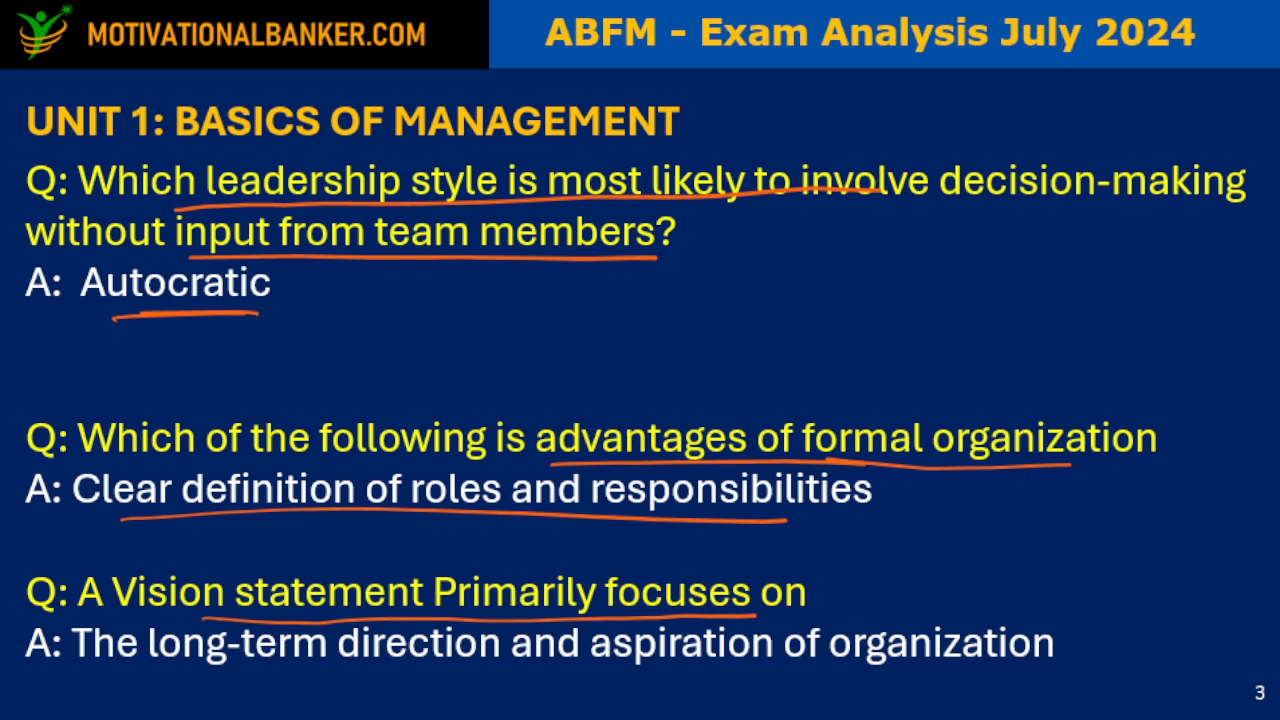 MOTIVATIONALBANKER.COM
ABFM - Exam Analysis July 2024
UNIT 1: BASICS OF MANAGEMENT
Q: Which leadership style is most likely to involve decision-making
without input from team members?
A: Autocratic
Q: Which of the following is advantages of formal organization
A: Clear definition of roles and responsibilities
Q: A Vision statement Primarily focuses on
A: The long-term direction and aspiration of organization
3